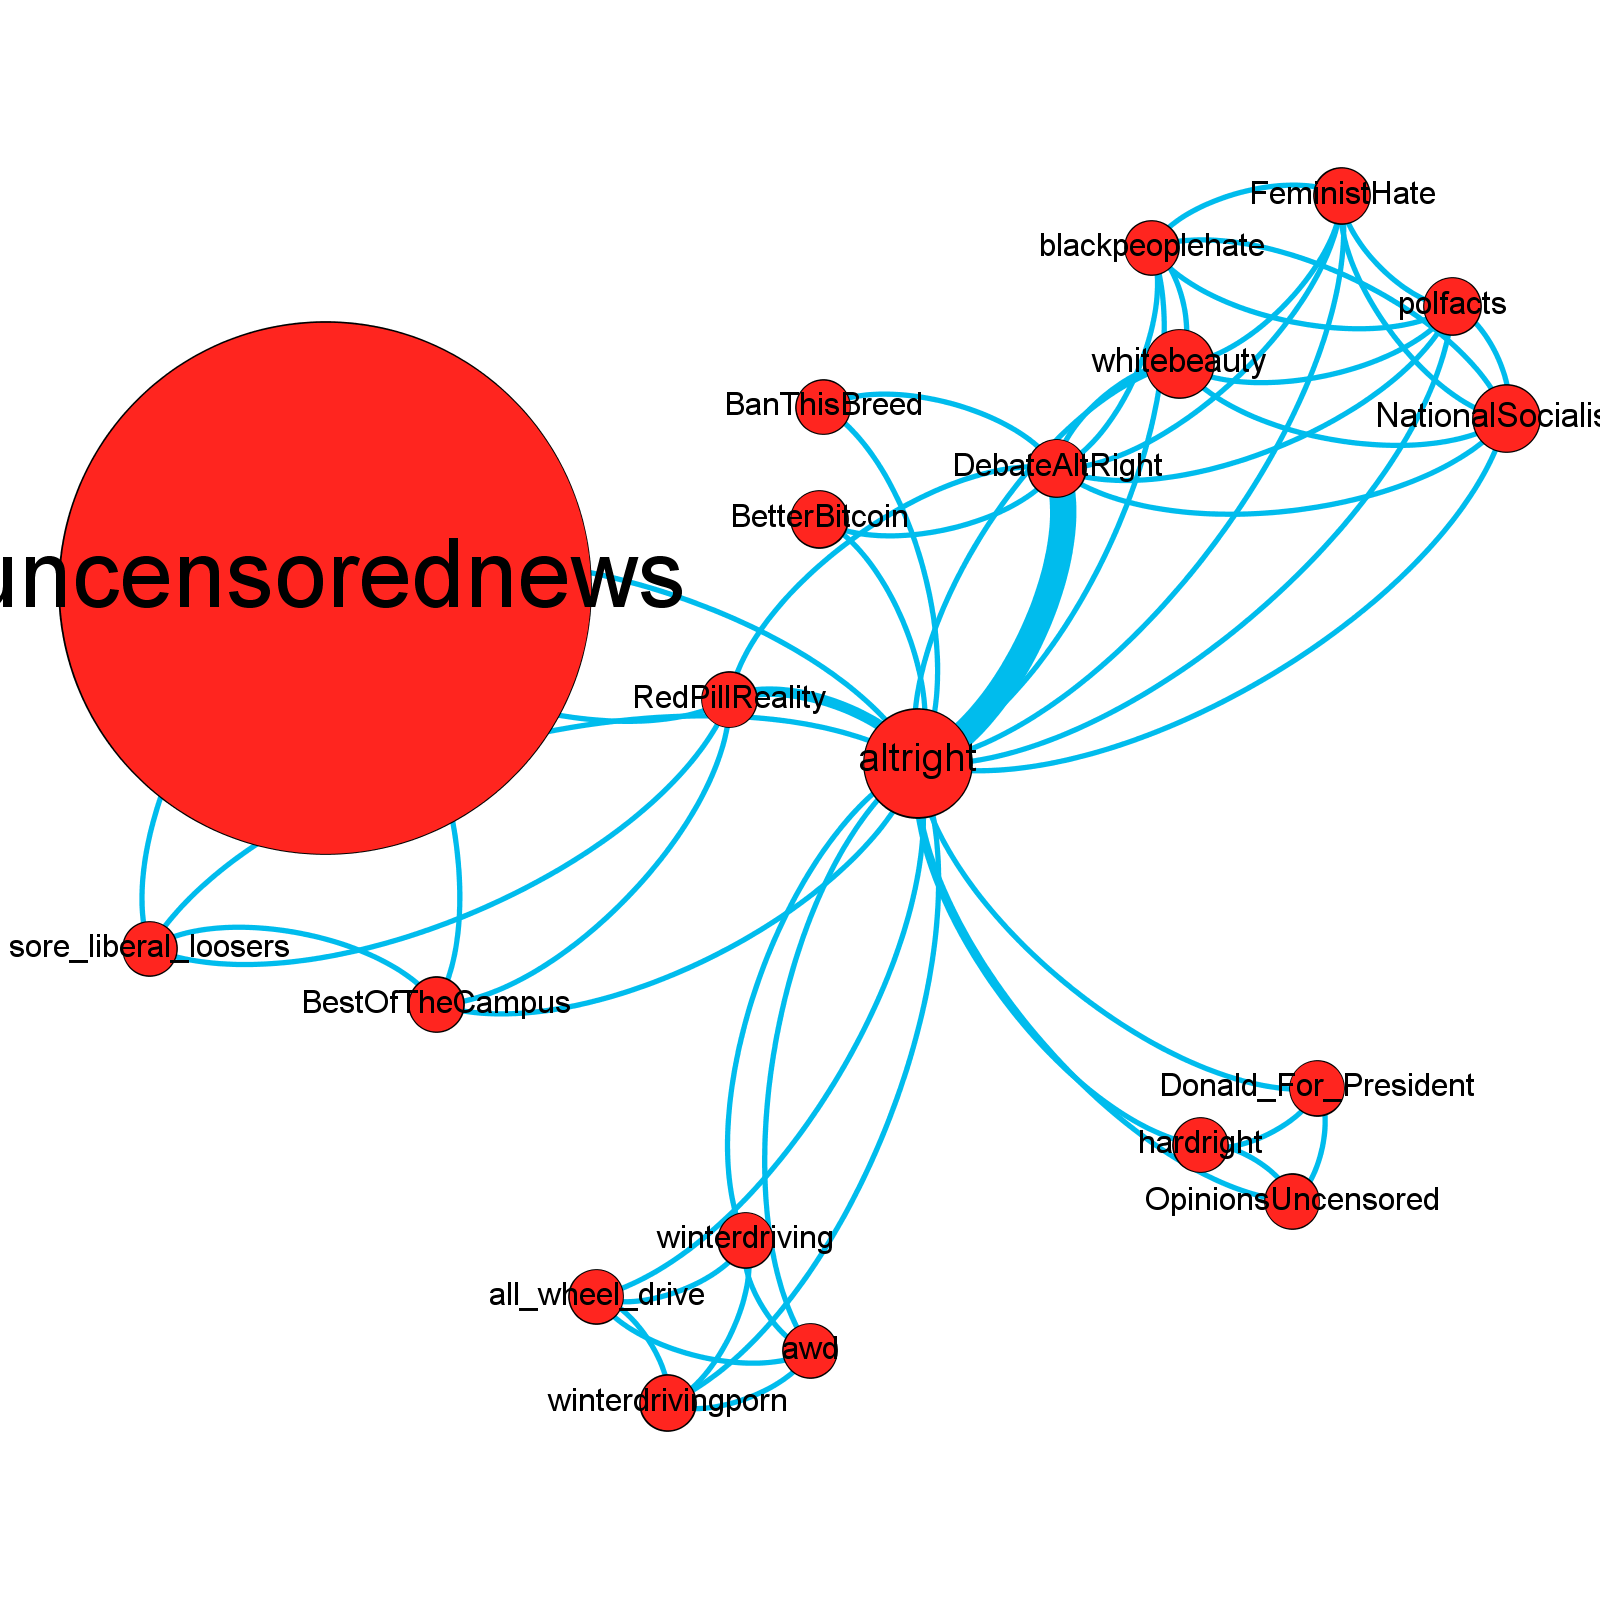 FeministHate
blackpeoplehate
polfacts
whitebeauty
BanThisBreed
NationalSocialis
DebateAltRight
BetterBitcoin
uncensorednews
RedPillReality
altright
sore_liberal_loosers
BestOfTheCampus
Donald_For_President
hardright
OpinionsUncensored
winterdriving
all_wheel_drive
awd
winterdrivingporn